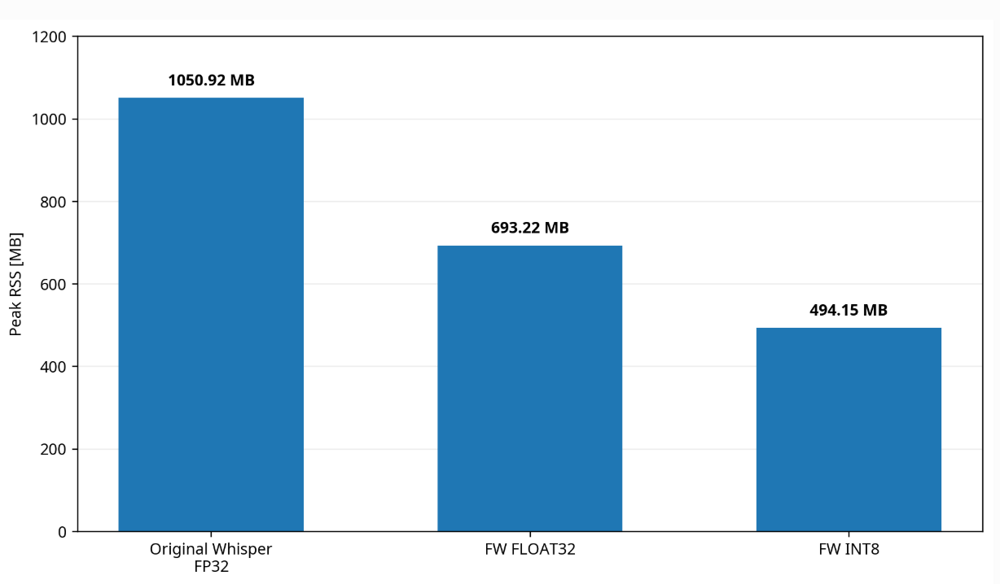 1200
1050.92 MB
1000
800
693.22 MB
Peak RSS [MB]
600
494.15 MB
400
200
0
Original Whisper
FP32
FW FLOAT32
FW INT8